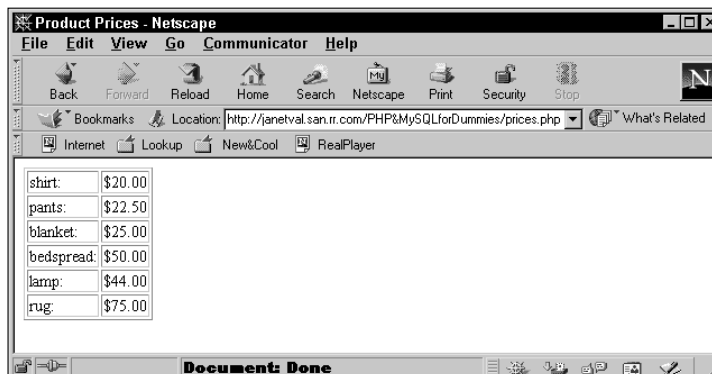 Product Prices - Netscape
File Edit View Go Communicator Help
Back Forward Reload Home Search My Netscape Print Security Stop N
Bookmarks Location: http://janetval.san.rr.com/PHP&MySQLforDummies/prices.php What's Related
Internet Lookup New&Cool RealPlayer
shirt: $20.00
pants: $22.50
blanket: $25.00
bedspread: $50.00
lamp: $44.00
rug: $75.00
Document: Done